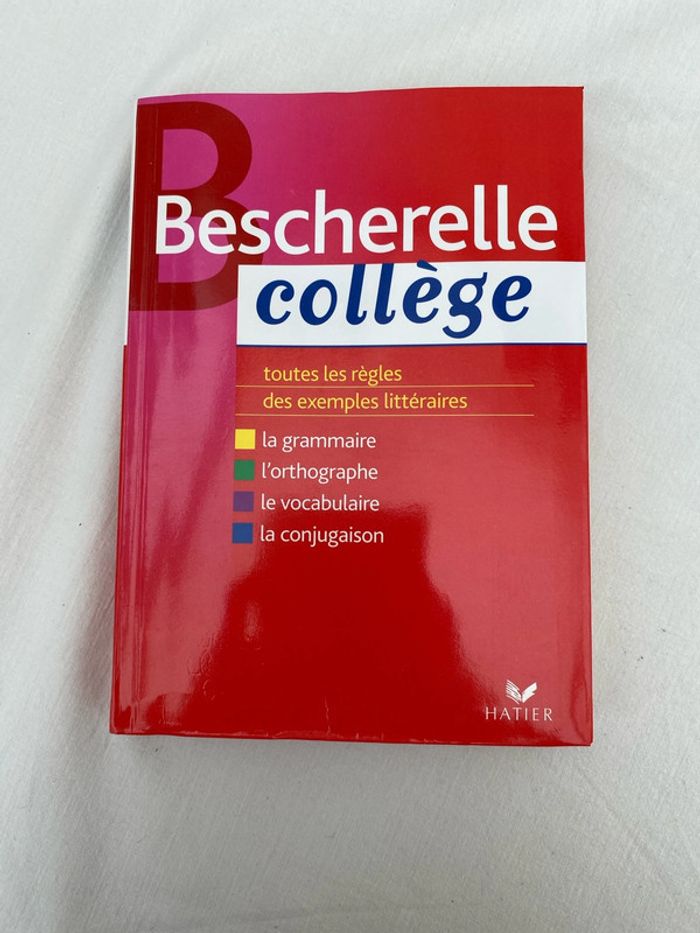 B
Bescherelle
collège
toutes les règles
des exemples littéraires
la grammaire
l'orthographe
le vocabulaire
la conjugaison
HATIER